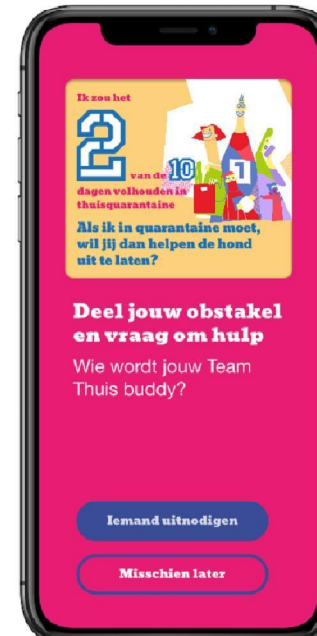 Ik zou het
2
van de 10
dagen volhouden in
thuisquarantaine
1
Als ik in quarantaine moet,
wil jij dan helpen de hond
uit te laten?
Deel jouw obstakel
en vraag om hulp
Wie wordt jouw Team
Thuis buddy?
Iemand uitnodigen
Misschien later